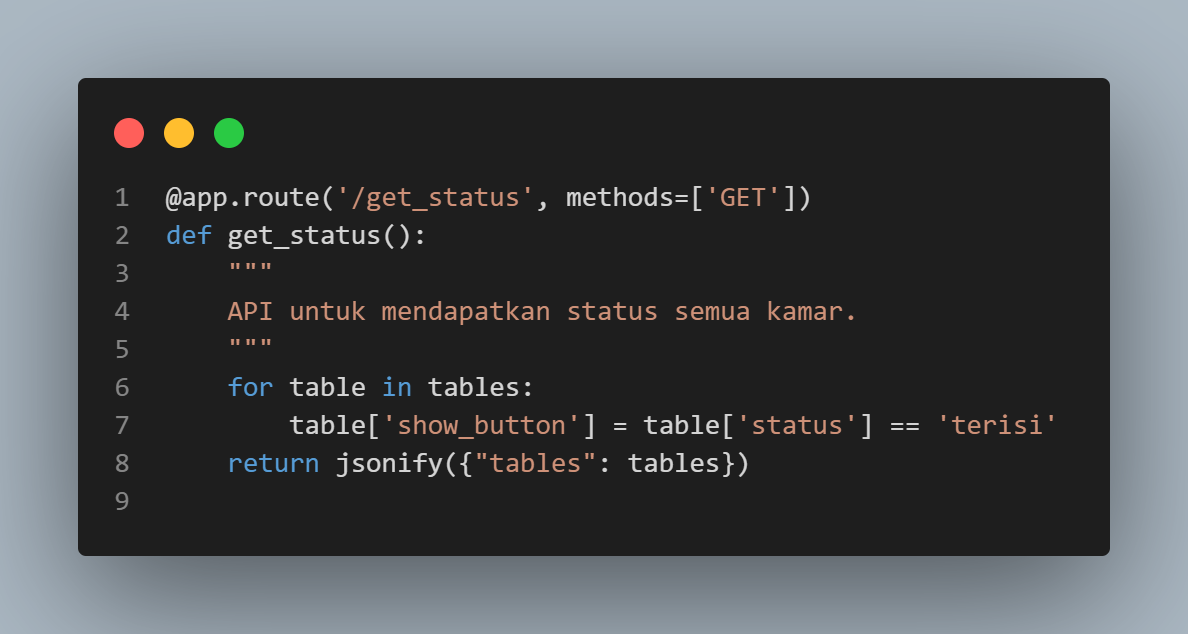 1 @app.route('/get_status', methods=['GET'])
2 def get_status():
3     """
4     API untuk mendapatkan status semua kamar.
5     """
6     for table in tables:
7         table['show_button'] = table['status'] == 'terisi'
8     return jsonify({"tables": tables})
9